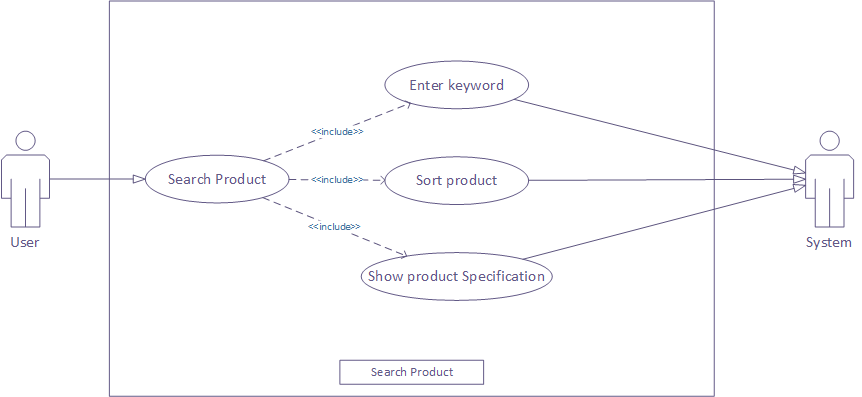 Enter keyword
<<include>>
Search Product
<<include>>
Sort product
<<include>>
User
System
Show product Specification
Search Product